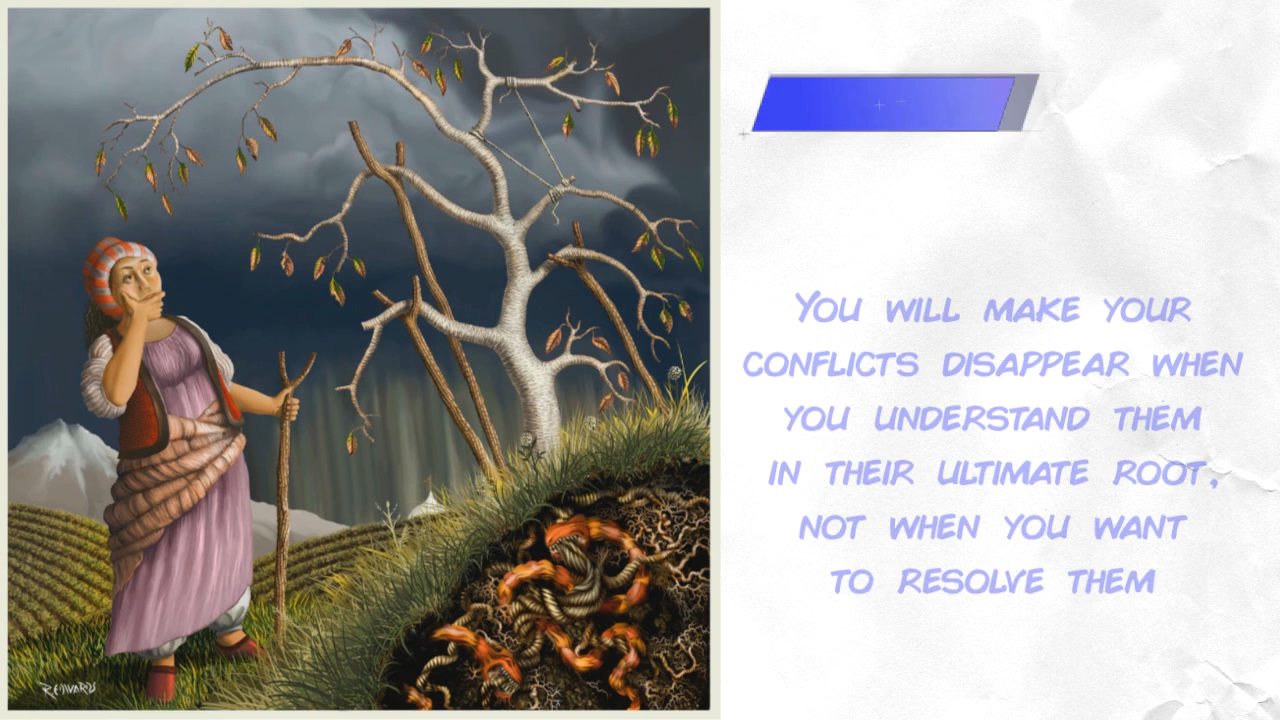 You will make your
conflicts disappear when
you understand them
in their ultimate root,
not when you want
to resolve them